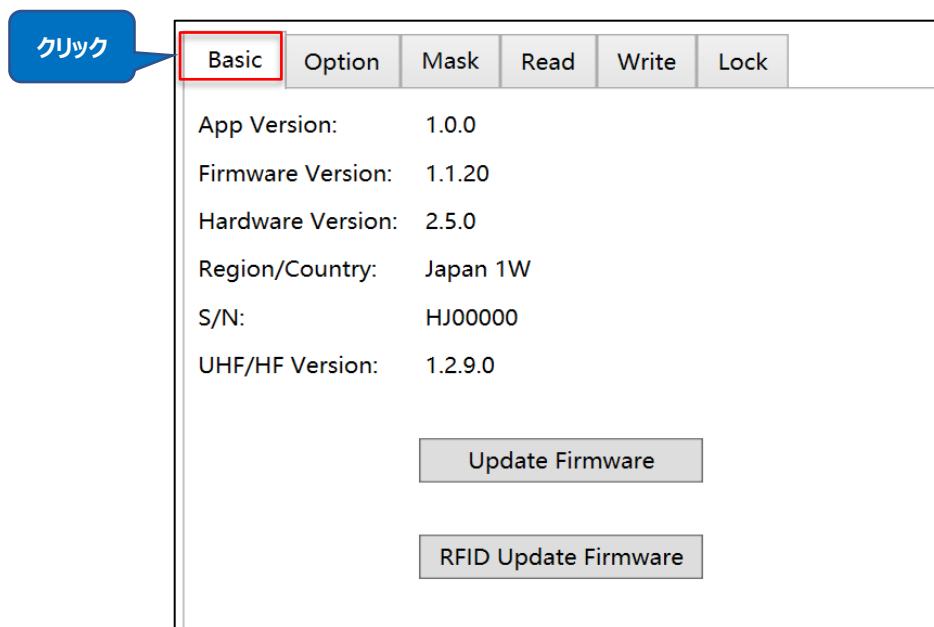 クリック
Basic Option Mask Read Write Lock
App Version: 1.0.0
Firmware Version: 1.1.20
Hardware Version: 2.5.0
Region/Country: Japan 1W
S/N: HJ00000
UHF/HF Version: 1.2.9.0
Update Firmware
RFID Update Firmware